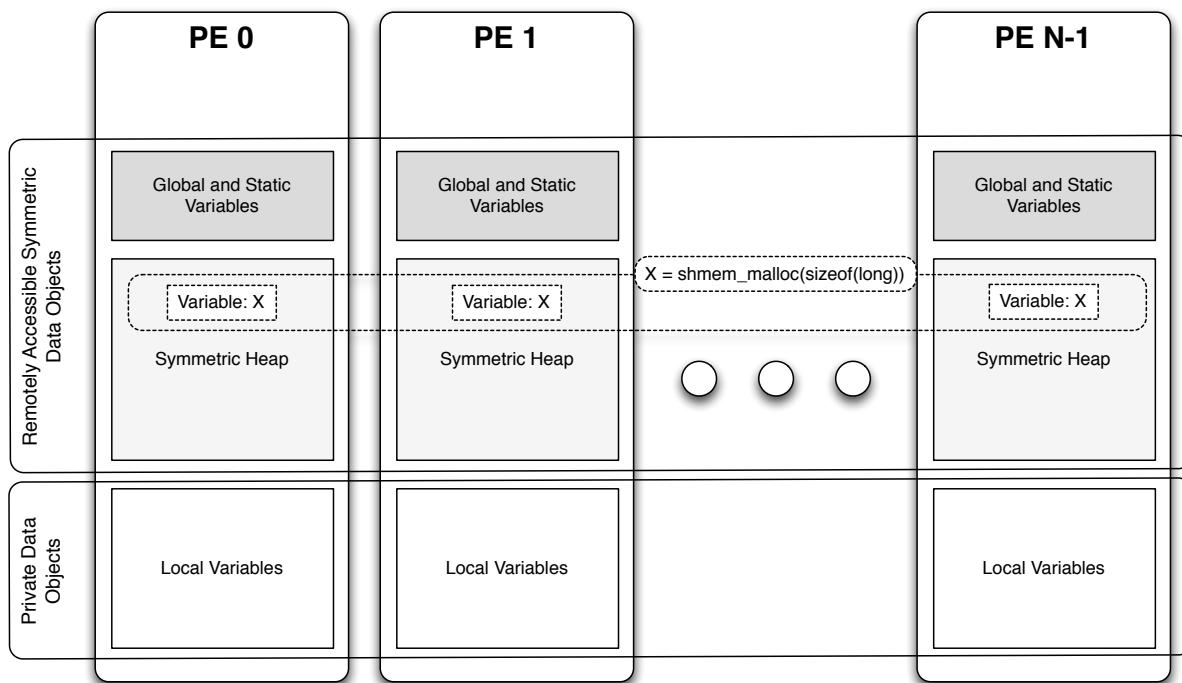 PE 0
PE 1
PE N-1
Remotely Accessible Symmetric
Data Objects
Global and Static
Variables
Global and Static
Variables
Global and Static
Variables
X = shmem_malloc(sizeof(long))
Variable: X
Variable: X
Variable: X
Symmetric Heap
Symmetric Heap
Symmetric Heap
Private Data
Objects
Local Variables
Local Variables
Local Variables